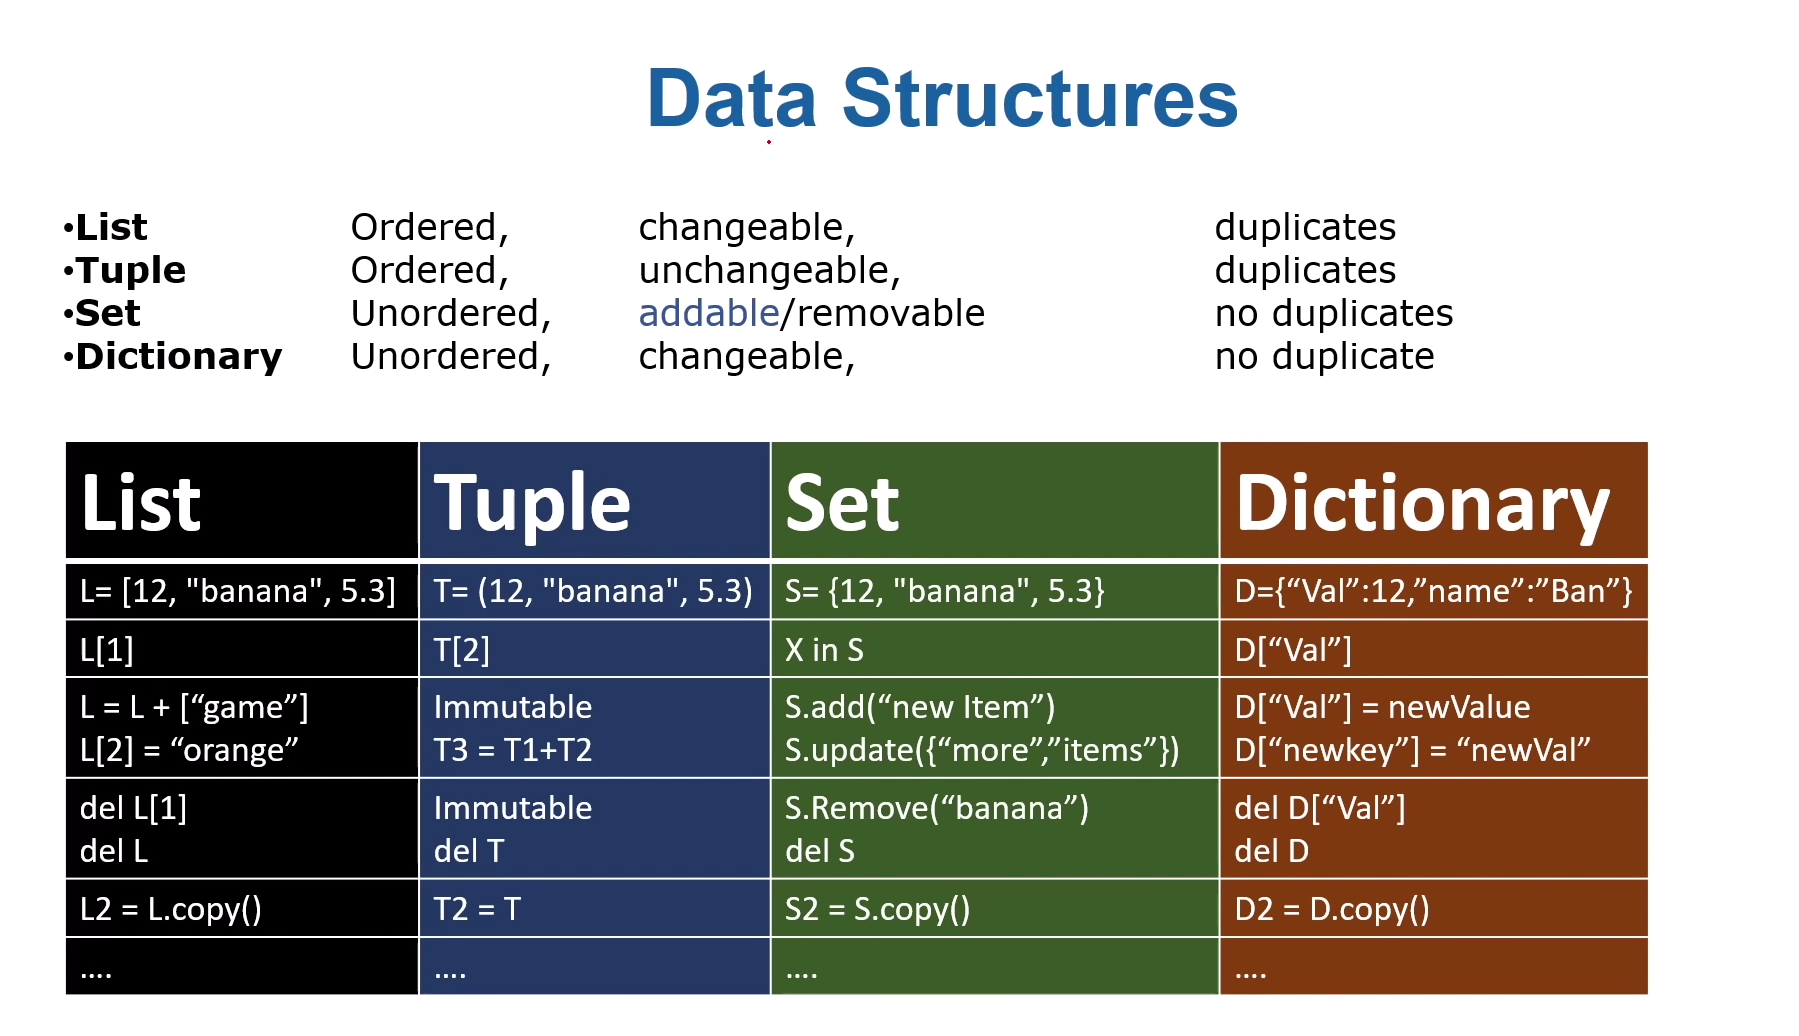 Data Structures
•List Ordered, changeable, duplicates
•Tuple Ordered, unchangeable, duplicates
•Set Unordered, addable/removable no duplicates
•Dictionary Unordered, changeable, no duplicate
List Tuple Set Dictionary
L= [12, "banana", 5.3] T= (12, "banana", 5.3) S= {12, "banana", 5.3} D={“Val”:12,”name”:”Ban”}
L[1] T[2] X in S D[“Val”]
L = L + [“game”] Immutable S.add(“new Item”) D[“Val”] = newValue
L[2] = “orange” T3 = T1+T2 S.update({“more”,”items”}) D[“newkey”] = “newVal”
del L[1] Immutable S.Remove(“banana”) del D[“Val”]
del L del T del S del D
L2 = L.copy() T2 = T S2 = S.copy() D2 = D.copy()
…. …. …. ….